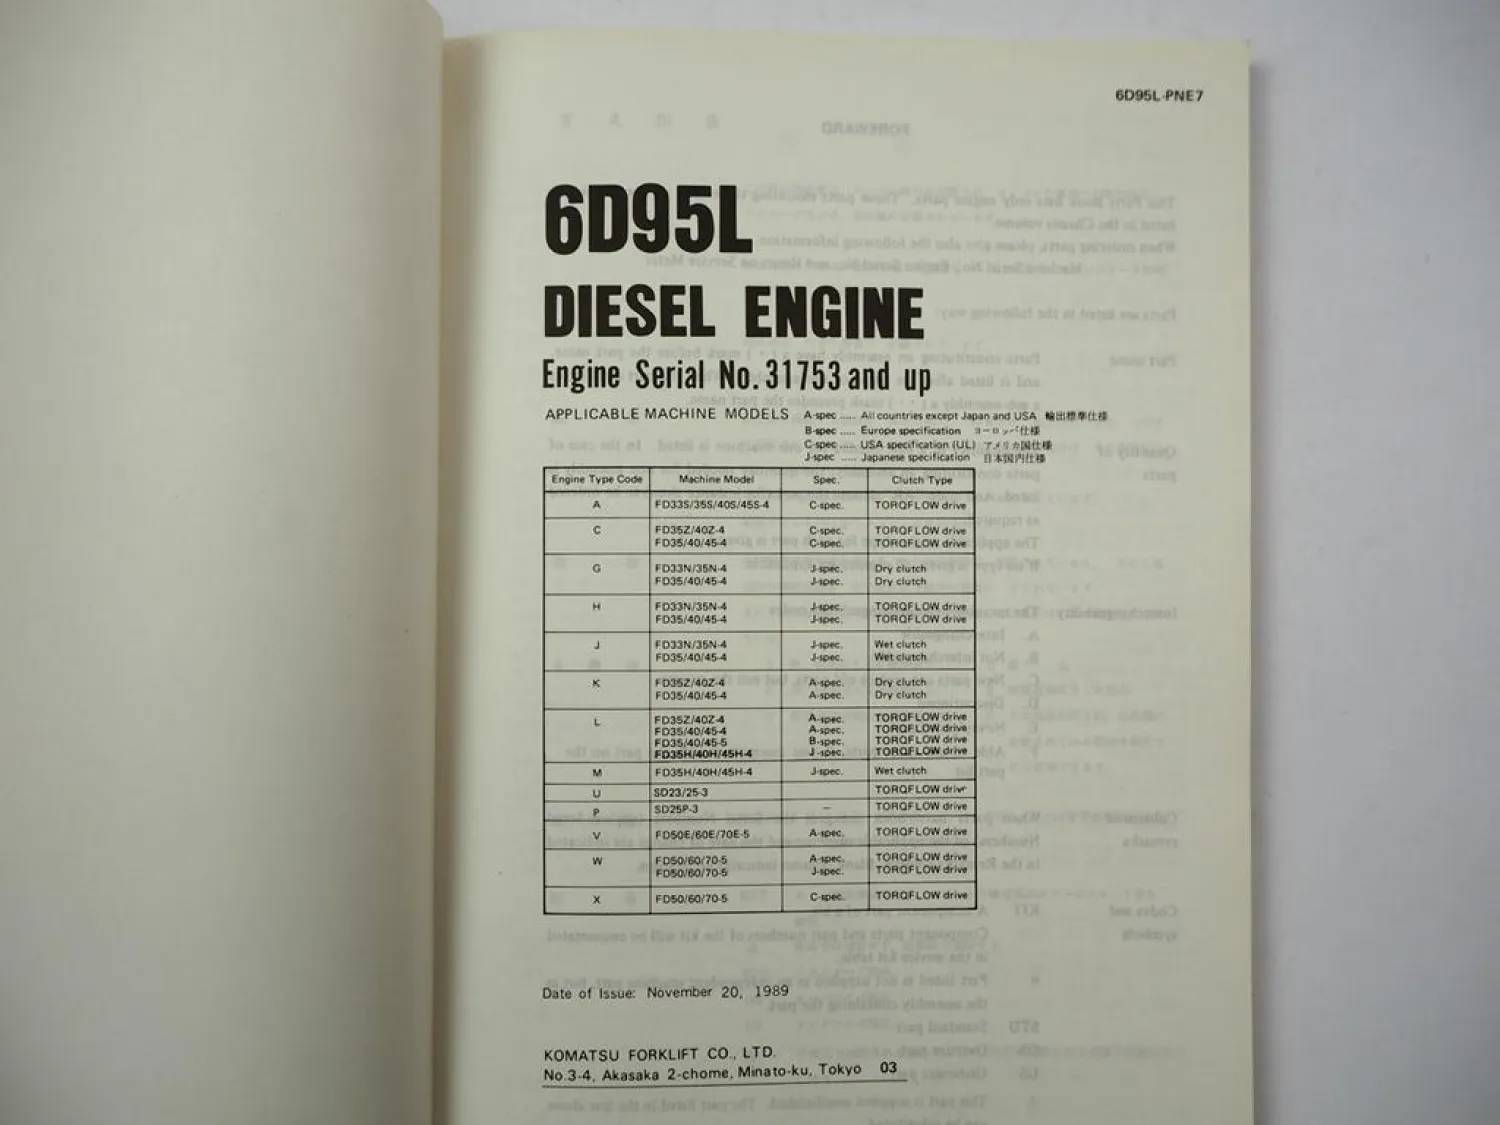 6D95L-PNE7
6D95L
DIESEL ENGINE
Engine Serial No. 31753 and up
APPLICABLE MACHINE MODELS A-spec ..... All countries except Japan and USA 輸出標準仕様
B-spec ..... Europe specification ヨーロッパ仕様
C-spec ..... USA specification (UL) アメリカ国仕様
J-spec ..... Japanese specification 日本国内仕様
Engine Type Code Machine Model Spec. Clutch Type
A FD33S/35S/40S/45S-4 C-spec. TORQFLOW drive
C FD35Z/40Z-4 C-spec. TORQFLOW drive
FD35/40/45-4 C-spec. TORQFLOW drive
G FD33N/35N-4 J-spec. Dry clutch
FD35/40/45-4 J-spec. Dry clutch
H FD33N/35N-4 J-spec. TORQFLOW drive
FD35/40/45-4 J-spec. TORQFLOW drive
J FD33N/35N-4 J-spec. Wet clutch
FD35/40/45-4 J-spec. Wet clutch
K FD35Z/40Z-4 A-spec. Dry clutch
FD35/40/45-4 A-spec. Dry clutch
L FD35Z/40Z-4 A-spec. TORQFLOW drive
FD35/40/45-4 A-spec. TORQFLOW drive
FD35/40/45-5 B-spec. TORQFLOW drive
FD35H/40H/45H-4 J-spec. TORQFLOW drive
M FD35H/40H/45H-4 J-spec. Wet clutch
U SD23/25-3 TORQFLOW drive
P SD25P-3 – TORQFLOW drive
V FD50E/60E/70E-5 A-spec. TORQFLOW drive
W FD50/60/70-5 A-spec. TORQFLOW drive
FD50/60/70-5 J-spec. TORQFLOW drive
X FD50/60/70-5 C-spec. TORQFLOW drive
Date of Issue: November 20, 1989
KOMATSU FORKLIFT CO., LTD.
No.3-4, Akasaka 2-chome, Minato-ku, Tokyo 03